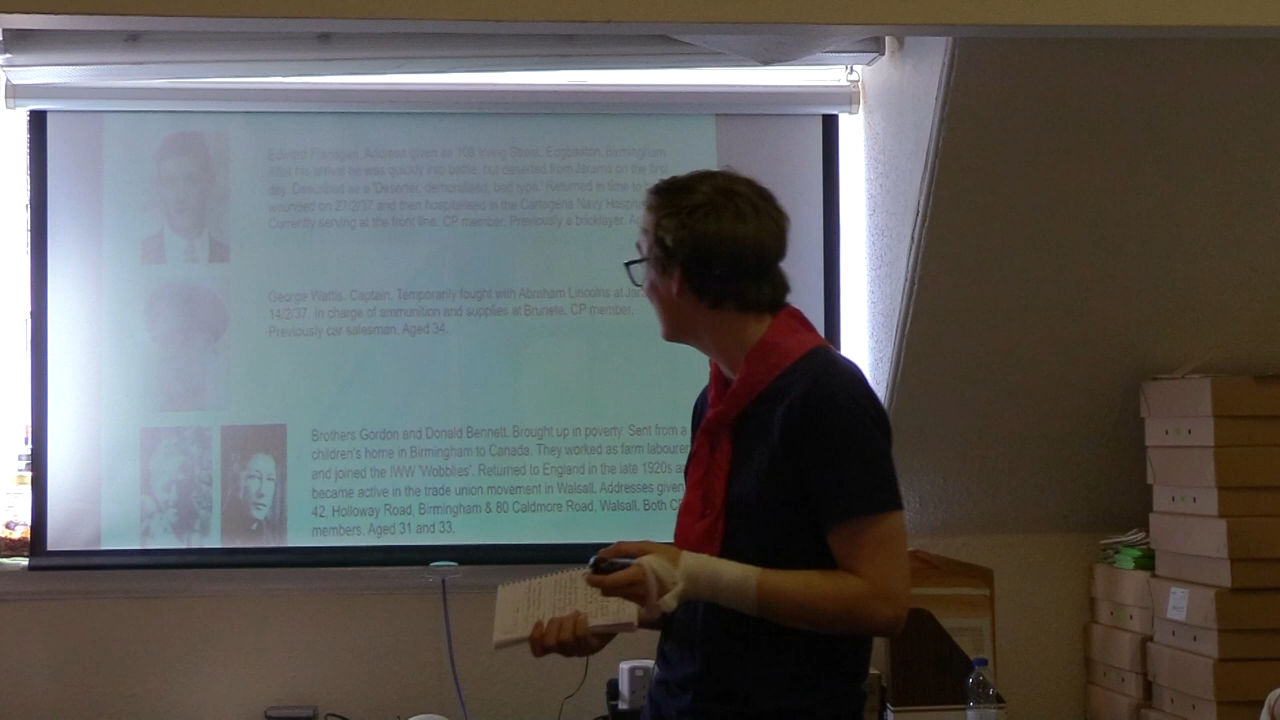 Edward Flanagan. Address given as 108 Irving Street, Edgbaston, Birmingham.
After his arrival he was quickly into battle, but deserted from Jarama on the first
day. Described as a 'Deserter, demoralised, bad type.' Returned in time to
wounded on 27/2/37 and then hospitalised in the Cartagena Navy
Currently serving at the front line. CP member. Previously a bricklayer.
George Wattis. Captain. Temporarily fought with Abraham Lincolns at
14/2/37. In charge of ammunition and supplies at Brunete. CP member.
Previously car salesman. Aged 34.
Brothers Gordon and Donald Bennett. Brought up in poverty. Sent from a
children's home in Birmingham to Canada. They worked as farm labourer
and joined the IWW 'Wobblies'. Returned to England in the late 1920s
became active in the trade union movement in Walsall. Addresses given
42, Holloway Road, Birmingham & 80 Caldmore Road, Walsall. Both
members. Aged 31 and 33.